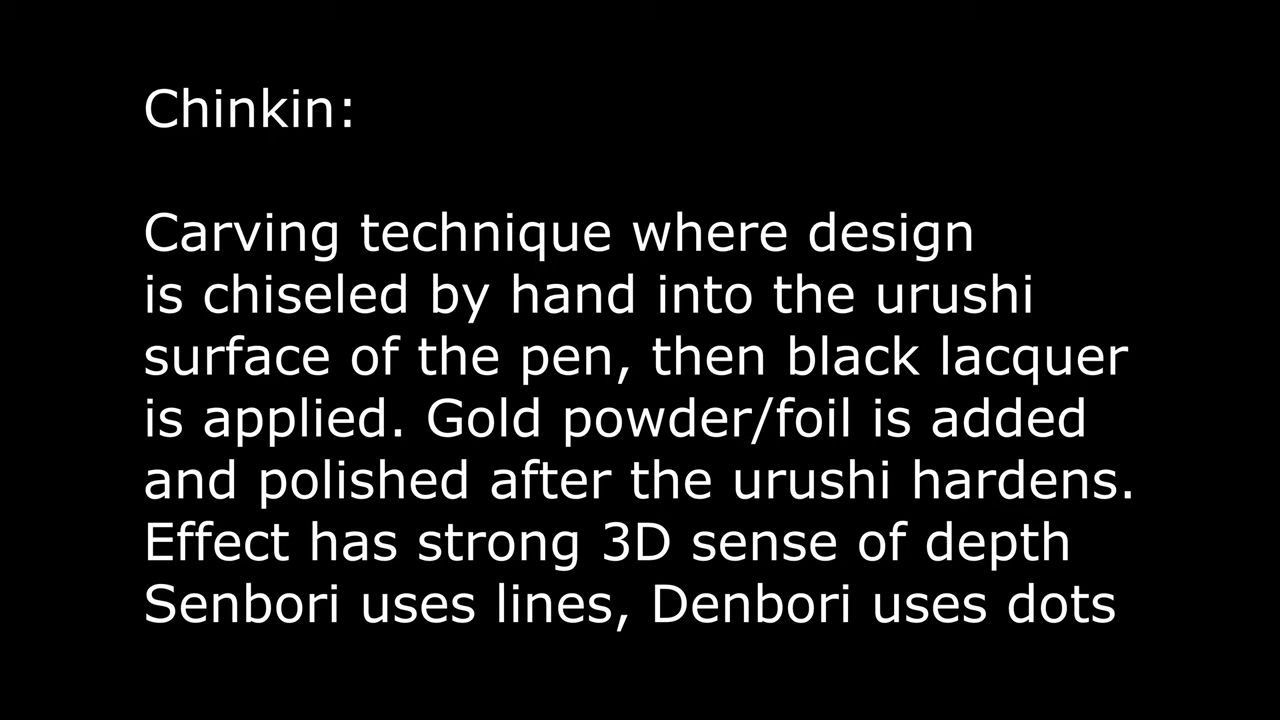 Chinkin:
Carving technique where design
is chiseled by hand into the urushi
surface of the pen, then black lacquer
is applied. Gold powder/foil is added
and polished after the urushi hardens.
Effect has strong 3D sense of depth
Senbori uses lines, Denbori uses dots